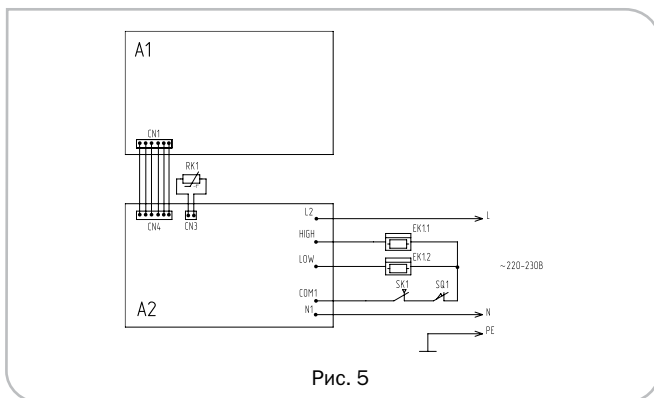 A1
CN1
RK1
t°
CN4
CN3
A2
L2
L
HIGH
EK1.1
LOW
EK1.2
~220-230В
SK1
SQ1
COM1
N1
N
PE
Рис. 5